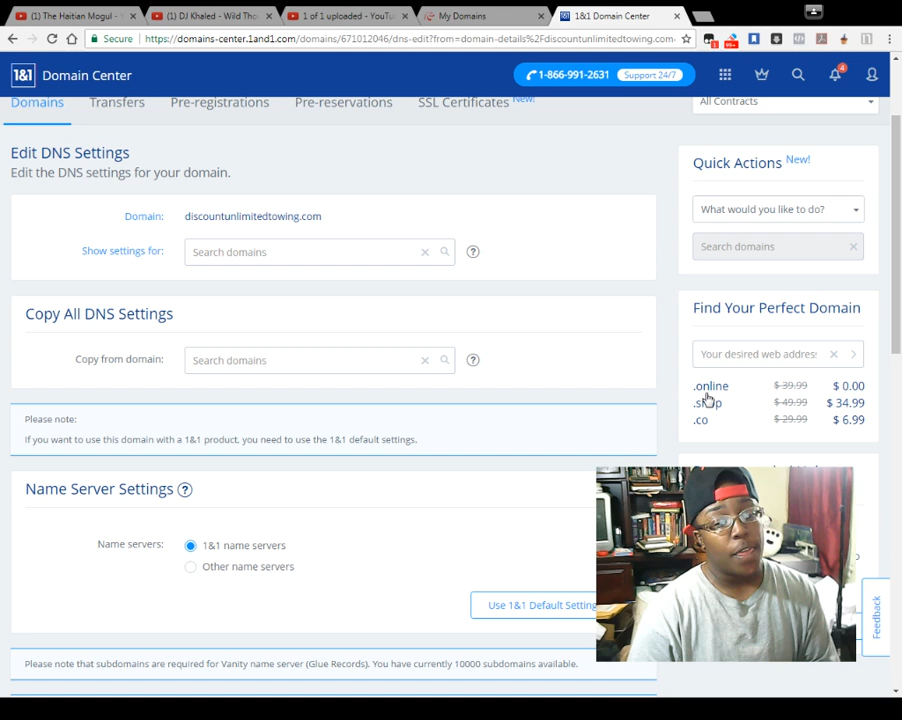 (1) The Haitian Mogul - Y
(1) DJ Khaled - Wild Tho
1 of 1 uploaded - YouTu
My Domains
1&1 Domain Center
Secure
https://domains-center.1and1.com/domains/671012046/dns-edit?from=domain-details%2Fdiscountunlimitedtowing.com
1&1 Domain Center
1-866-991-2631 Support 24/7
4
Domains
Transfers
Pre-registrations
Pre-reservations
SSL Certificates New!
All Contracts
Edit DNS Settings
Edit the DNS settings for your domain.
Domain: discountunlimitedtowing.com
Show settings for: Search domains
Copy All DNS Settings
Copy from domain: Search domains
Please note:
If you want to use this domain with a 1&1 product, you need to use the 1&1 default settings.
Name Server Settings
Name servers: 1&1 name servers
Other name servers
Use 1&1 Default Setting
Please note that subdomains are required for Vanity name server (Glue Records). You have currently 10000 subdomains available.
Quick Actions New!
What would you like to do?
Search domains
Find Your Perfect Domain
Your desired web address
.online $ 39.99 $ 0.00
.shop $ 49.99 $ 34.99
.co $ 29.99 $ 6.99
Feedback